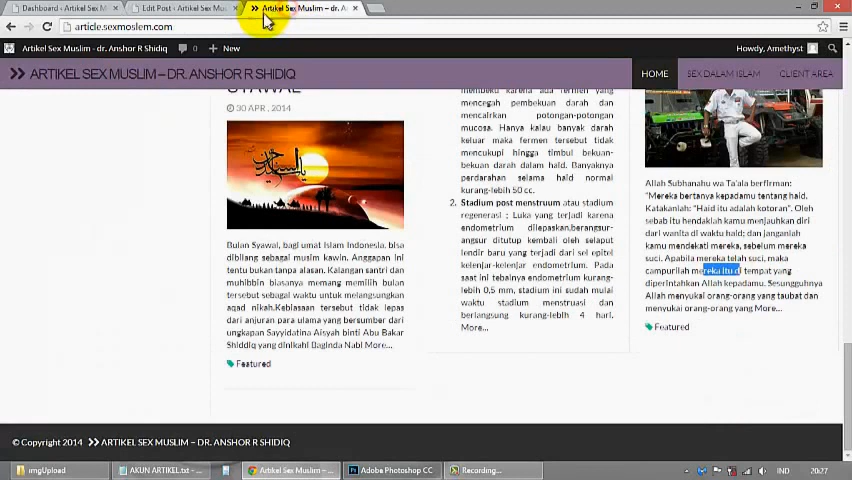 Dashboard ‹ Artikel Sex M
Edit Post ‹ Artikel Sex Mus
Artikel Sex Muslim – dr. An
article.sexmoslem.com
Artikel Sex Muslim - dr. Anshor R Shidiq
0
New
Howdy, Amethyst
ARTIKEL SEX MUSLIM – DR. ANSHOR R SHIDIQ
HOME
SEX DALAM ISLAM
CLIENT AREA
SYAWAL
30 APR , 2014
Bulan Syawal, bagi umat Islam Indonesia, bisa
dibilang sebagai musim kawin. Anggapan ini
tentu bukan tanpa alasan. Kalangan santri dan
muhibbin biasanya memang memilih bulan
tersebut sebagai waktu untuk melangsungkan
aqad nikah.Kebiasaan tersebut tidak lepas
dari anjuran para ulama yang bersumber dari
ungkapan Sayyidatina Aisyah binti Abu Bakar
Shiddiq yang dinikahi Baginda Nabi More...
Featured
membeku karena ada fermen yang
mencegah pembekuan darah dan
mencairkan potongan-potongan
mucosa. Hanya kalau banyak darah
keluar maka fermen tersebut tidak
mencukupi hingga timbul bekuan-
bekuan darah dalam haid. Banyaknya
perdarahan selama haid normal
kurang-lebih 50 cc.
2. Stadium post menstruum atau stadium
regenerasi ; Luka yang terjadi karena
endometrium dilepaskan,berangsur-
angsur ditutup kembali oleh selaput
lendir baru yang terjadi dari sel epitel
kelenjar-kelenjar endometrium. Pada
saat ini tebalnya endometrium kurang-
lebih 0,5 mm, stadium ini sudah mulai
waktu stadium menstruasi dan
berlangsung kurang-lebih 4 hari.
More...
Allah Subhanahu wa Ta'ala berfirman:
"Mereka bertanya kepadamu tentang haid.
Katakanlah: "Haid itu adalah kotoran". Oleh
sebab itu hendaklah kamu menjauhkan diri
dari wanita di waktu haid; dan janganlah
kamu mendekati mereka, sebelum mereka
suci. Apabila mereka telah suci, maka
campurilah mereka itu di tempat yang
diperintahkan Allah kepadamu. Sesungguhnya
Allah menyukai orang-orang yang taubat dan
menyukai orang-orang yang More...
Featured
© Copyright 2014
ARTIKEL SEX MUSLIM – DR. ANSHOR R SHIDIQ
imgUpload
AKUN ARTIKEL.txt - ...
Artikel Sex Muslim – ...
Adobe Photoshop CC
Recording...
IND
20:27